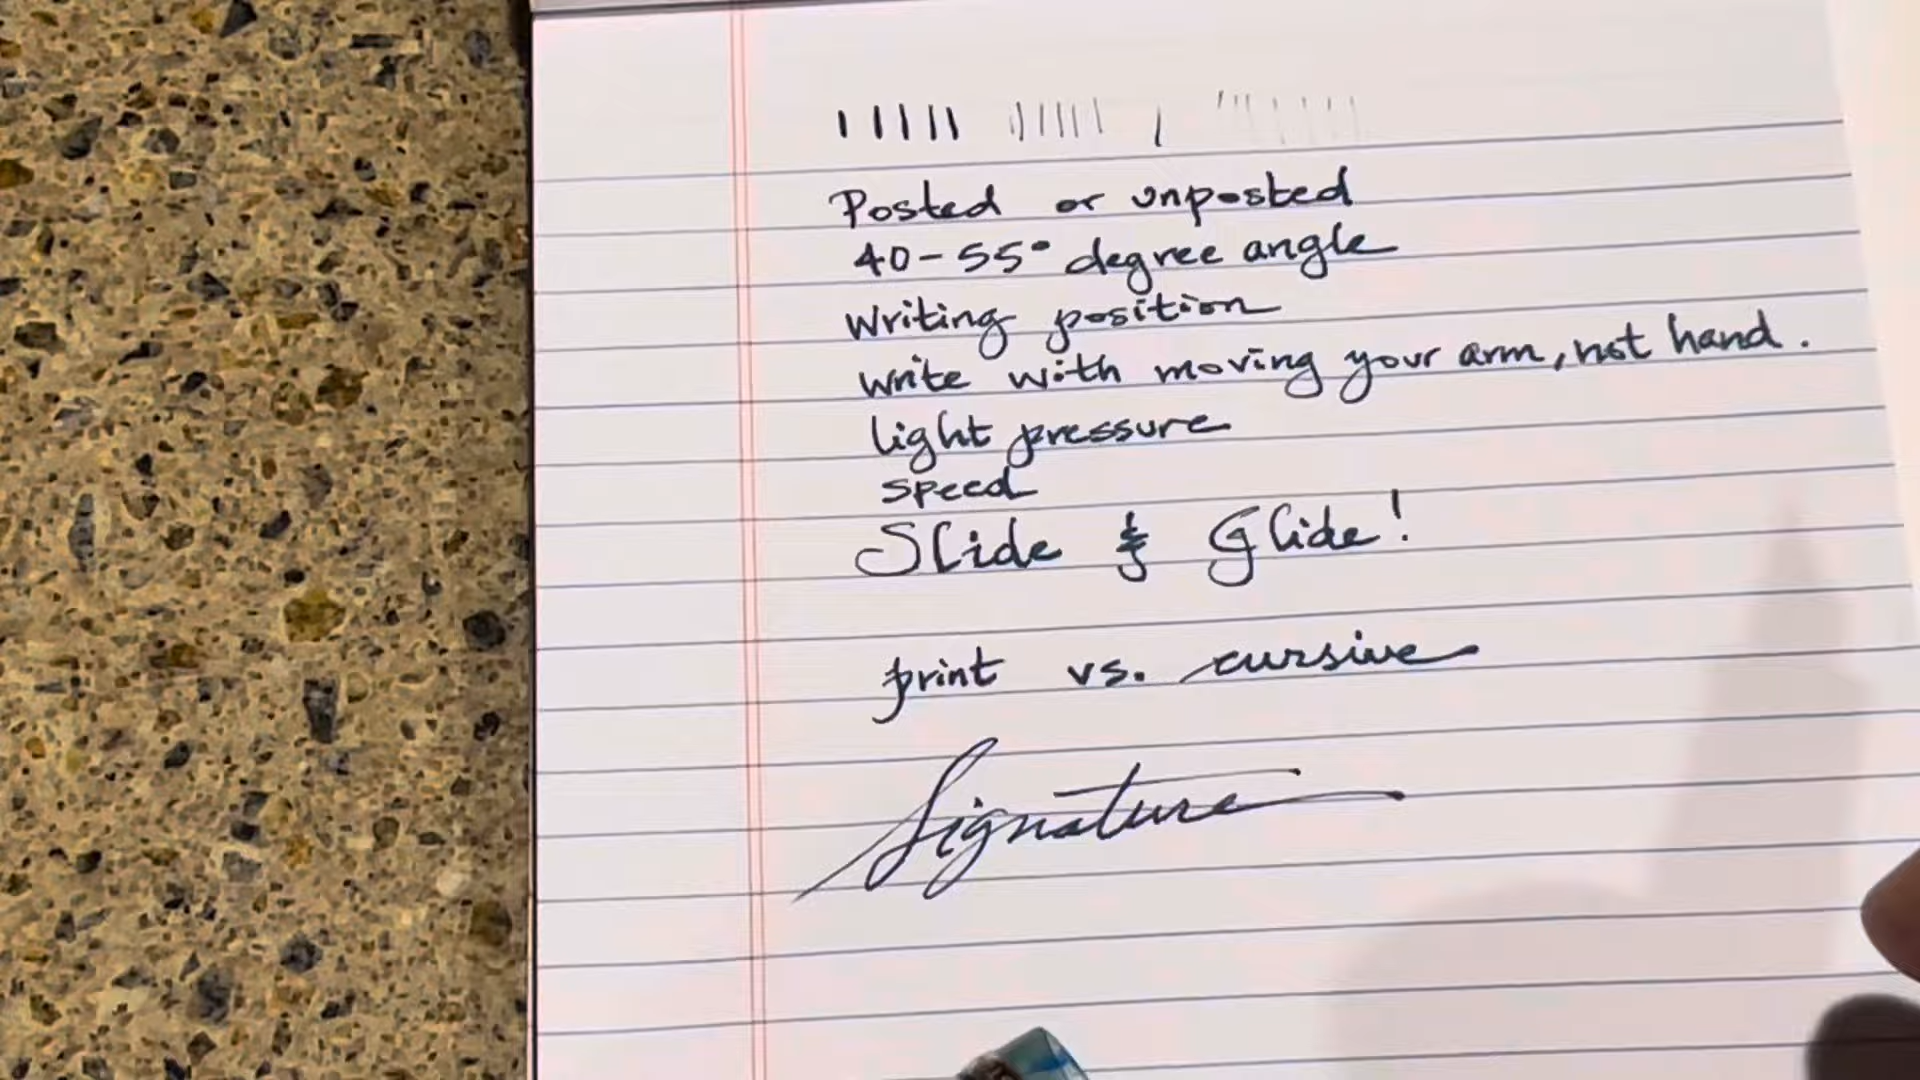 Posted or unposted
40-55° degree angle
Writing position
write with moving your arm, not hand.
light pressure
speed
Slide & Glide!
print vs. cursive
Signature